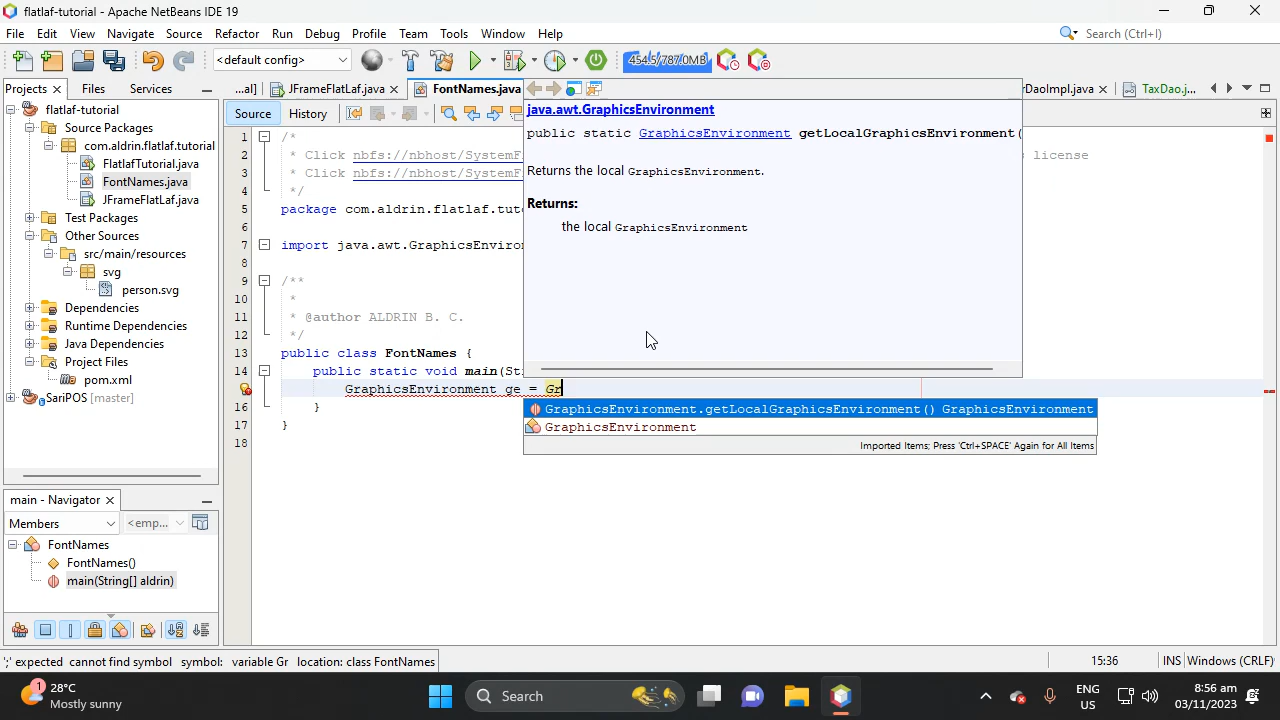 flatlaf-tutorial - Apache NetBeans IDE 19
File Edit View Navigate Source Refactor Run Debug Profile Team Tools Window Help
Search (Ctrl+I)
<default config>
454.5/787.0MB
Projects Files Services
...al] JFrameFlatLaf.java FontNames.java
DaoImpl.java TaxDao.j...
Source History
flatlaf-tutorial
Source Packages
com.aldrin.flatlaf.tutorial
FlatlafTutorial.java
FontNames.java
JFrameFlatLaf.java
Test Packages
Other Sources
src/main/resources
svg
person.svg
Dependencies
Runtime Dependencies
Java Dependencies
Project Files
pom.xml
SariPOS [master]
1 /*
2 * Click nbfs://nbhost/SystemF
s license
3 * Click nbfs://nbhost/SystemF
4 */
5 package com.aldrin.flatlaf.tut
6
7 import java.awt.GraphicsEnviro
8
9 /**
10 *
11 * @author ALDRIN B. C.
12 */
13 public class FontNames {
14 public static void main(St
GraphicsEnvironment ge = Gr
16 }
17 }
18
java.awt.GraphicsEnvironment
public static GraphicsEnvironment getLocalGraphicsEnvironment(
Returns the local GraphicsEnvironment.
Returns:
the local GraphicsEnvironment
GraphicsEnvironment.getLocalGraphicsEnvironment() GraphicsEnvironment
GraphicsEnvironment
Imported Items; Press 'Ctrl+SPACE' Again for All Items
main - Navigator
Members
<emp...
FontNames
FontNames()
main(String[] aldrin)
';' expected cannot find symbol symbol: variable Gr location: class FontNames
15:36 INS Windows (CRLF)
1
28°C
Mostly sunny
Search
ENG
US
8:56 am
03/11/2023